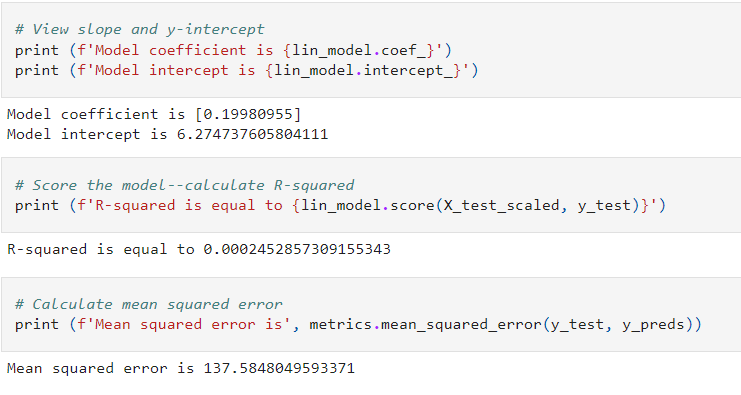 # View slope and y-intercept
print (f'Model coefficient is {lin_model.coef_}')
print (f'Model intercept is {lin_model.intercept_}')
Model coefficient is [0.19980955]
Model intercept is 6.274737605804111
# Score the model--calculate R-squared
print (f'R-squared is equal to {lin_model.score(X_test_scaled, y_test)}')
R-squared is equal to 0.0002452857309155343
# Calculate mean squared error
print (f'Mean squared error is', metrics.mean_squared_error(y_test, y_preds))
Mean squared error is 137.5848049593371